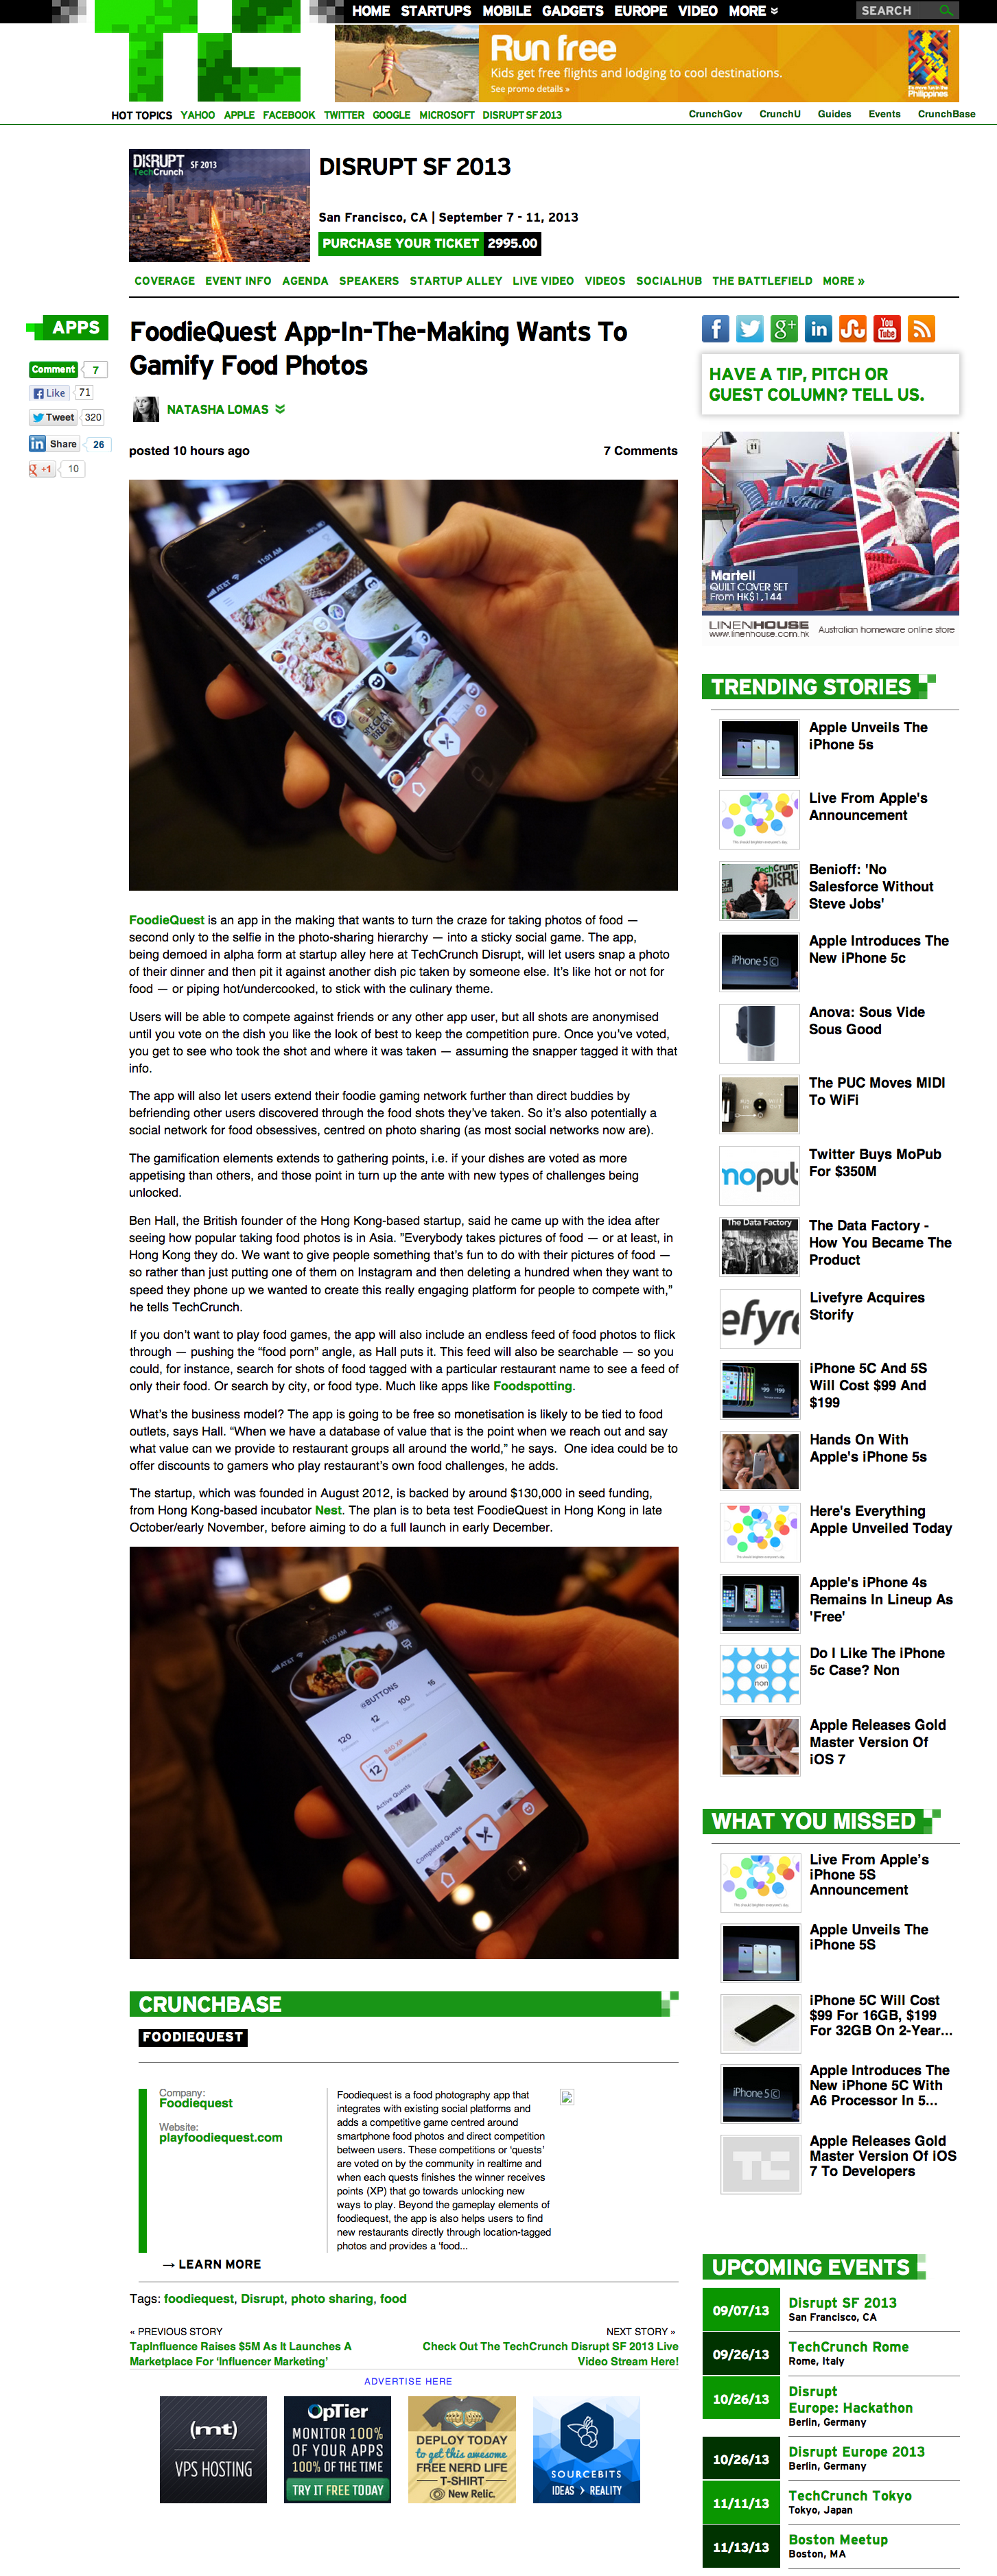 HOME STARTUPS MOBILE GADGETS EUROPE VIDEO MORE
SEARCH
TC
Run free
Kids get free flights and lodging to cool destinations.
See promo details »
It's more fun in the
Philippines
HOT TOPICS YAHOO APPLE FACEBOOK TWITTER GOOGLE MICROSOFT DISRUPT SF 2013
CrunchGov CrunchU Guides Events CrunchBase
DISRUPT SF 2013
TechCrunch
DISRUPT SF 2013
San Francisco, CA | September 7 - 11, 2013
PURCHASE YOUR TICKET 2995.00
COVERAGE EVENT INFO AGENDA SPEAKERS STARTUP ALLEY LIVE VIDEO VIDEOS SOCIALHUB THE BATTLEFIELD MORE »
APPS
Comment 7
Like 71
Tweet 320
in Share 26
+1 10
FoodieQuest App-In-The-Making Wants To
Gamify Food Photos
NATASHA LOMAS
posted 10 hours ago
7 Comments
AT&T
11:01 AM
SPECIAL
BREW
FoodieQuest is an app in the making that wants to turn the craze for taking photos of food —
second only to the selfie in the photo-sharing hierarchy — into a sticky social game. The app,
being demoed in alpha form at startup alley here at TechCrunch Disrupt, will let users snap a photo
of their dinner and then pit it against another dish pic taken by someone else. It's like hot or not for
food — or piping hot/undercooked, to stick with the culinary theme.
Users will be able to compete against friends or any other app user, but all shots are anonymised
until you vote on the dish you like the look of best to keep the competition pure. Once you've voted,
you get to see who took the shot and where it was taken — assuming the snapper tagged it with that
info.
The app will also let users extend their foodie gaming network further than direct buddies by
befriending other users discovered through the food shots they've taken. So it's also potentially a
social network for food obsessives, centred on photo sharing (as most social networks now are).
The gamification elements extends to gathering points, i.e. if your dishes are voted as more
appetising than others, and those point in turn up the ante with new types of challenges being
unlocked.
Ben Hall, the British founder of the Hong Kong-based startup, said he came up with the idea after
seeing how popular taking food photos is in Asia. "Everybody takes pictures of food — or at least, in
Hong Kong they do. We want to give people something that's fun to do with their pictures of food —
so rather than just putting one of them on Instagram and then deleting a hundred when they want to
speed they phone up we wanted to create this really engaging platform for people to compete with,"
he tells TechCrunch.
If you don't want to play food games, the app will also include an endless feed of food photos to flick
through — pushing the "food porn" angle, as Hall puts it. This feed will also be searchable — so you
could, for instance, search for shots of food tagged with a particular restaurant name to see a feed of
only their food. Or search by city, or food type. Much like apps like Foodspotting.
What's the business model? The app is going to be free so monetisation is likely to be tied to food
outlets, says Hall. "When we have a database of value that is the point when we reach out and say
what value can we provide to restaurant groups all around the world," he says. One idea could be to
offer discounts to gamers who play restaurant's own food challenges, he adds.
The startup, which was founded in August 2012, is backed by around $130,000 in seed funding,
from Hong Kong-based incubator Nest. The plan is to beta test FoodieQuest in Hong Kong in late
October/early November, before aiming to do a full launch in early December.
AT&T
11:00 AM
@BUTTONS
120 12 100 16
840 XP
12
Active Quests
Completed Quests
CRUNCHBASE
FOODIEQUEST
Company:
Foodiequest
Website:
playfoodiequest.com
Foodiequest is a food photography app that
integrates with existing social platforms and
adds a competitive game centred around
smartphone food photos and direct competition
between users. These competitions or 'quests'
are voted on by the community in realtime and
when each quests finishes the winner receives
points (XP) that go towards unlocking new
ways to play. Beyond the gameplay elements of
foodiequest, the app is also helps users to find
new restaurants directly through location-tagged
photos and provides a 'food...
→ LEARN MORE
Tags: foodiequest, Disrupt, photo sharing, food
« PREVIOUS STORY
TapInfluence Raises $5M As It Launches A
Marketplace For 'Influencer Marketing'
NEXT STORY »
Check Out The TechCrunch Disrupt SF 2013 Live
Video Stream Here!
ADVERTISE HERE
(mt)
VPS HOSTING
OpTier
MONITOR 100%
OF YOUR APPS
100% OF THE TIME
TRY IT FREE TODAY
DEPLOY TODAY
to get this awesome
FREE NERD LIFE
T-SHIRT
New Relic.
SOURCEBITS
IDEAS > REALITY
f g+ in You Tube
HAVE A TIP, PITCH OR
GUEST COLUMN? TELL US.
11
Martell
QUILT COVER SET
From HK$1,144
LINENHOUSE
www.linenhouse.com.hk
Australian homeware online store
TRENDING STORIES
Apple Unveils The
iPhone 5s
Live From Apple's
Announcement
Benioff: 'No
Salesforce Without
Steve Jobs'
iPhone 5C
Apple Introduces The
New iPhone 5c
Anova: Sous Vide
Sous Good
The PUC Moves MIDI
To WiFi
mopub
Twitter Buys MoPub
For $350M
The Data Factory
The Data Factory -
How You Became The
Product
efyre
Livefyre Acquires
Storify
iPhone 5C And 5S
Will Cost $99 And
$199
Hands On With
Apple's iPhone 5s
Here's Everything
Apple Unveiled Today
Apple's iPhone 4s
Remains In Lineup As
'Free'
oui
non
Do I Like The iPhone
5c Case? Non
Apple Releases Gold
Master Version Of
iOS 7
WHAT YOU MISSED
Live From Apple's
iPhone 5S
Announcement
Apple Unveils The
iPhone 5S
iPhone 5C Will Cost
$99 For 16GB, $199
For 32GB On 2-Year...
iPhone 5C
Apple Introduces The
New iPhone 5C With
A6 Processor In 5...
TC
Apple Releases Gold
Master Version Of iOS
7 To Developers
UPCOMING EVENTS
09/07/13 Disrupt SF 2013
San Francisco, CA
09/26/13 TechCrunch Rome
Rome, Italy
10/26/13 Disrupt
Europe: Hackathon
Berlin, Germany
10/26/13 Disrupt Europe 2013
Berlin, Germany
11/11/13 TechCrunch Tokyo
Tokyo, Japan
11/13/13 Boston Meetup
Boston, MA